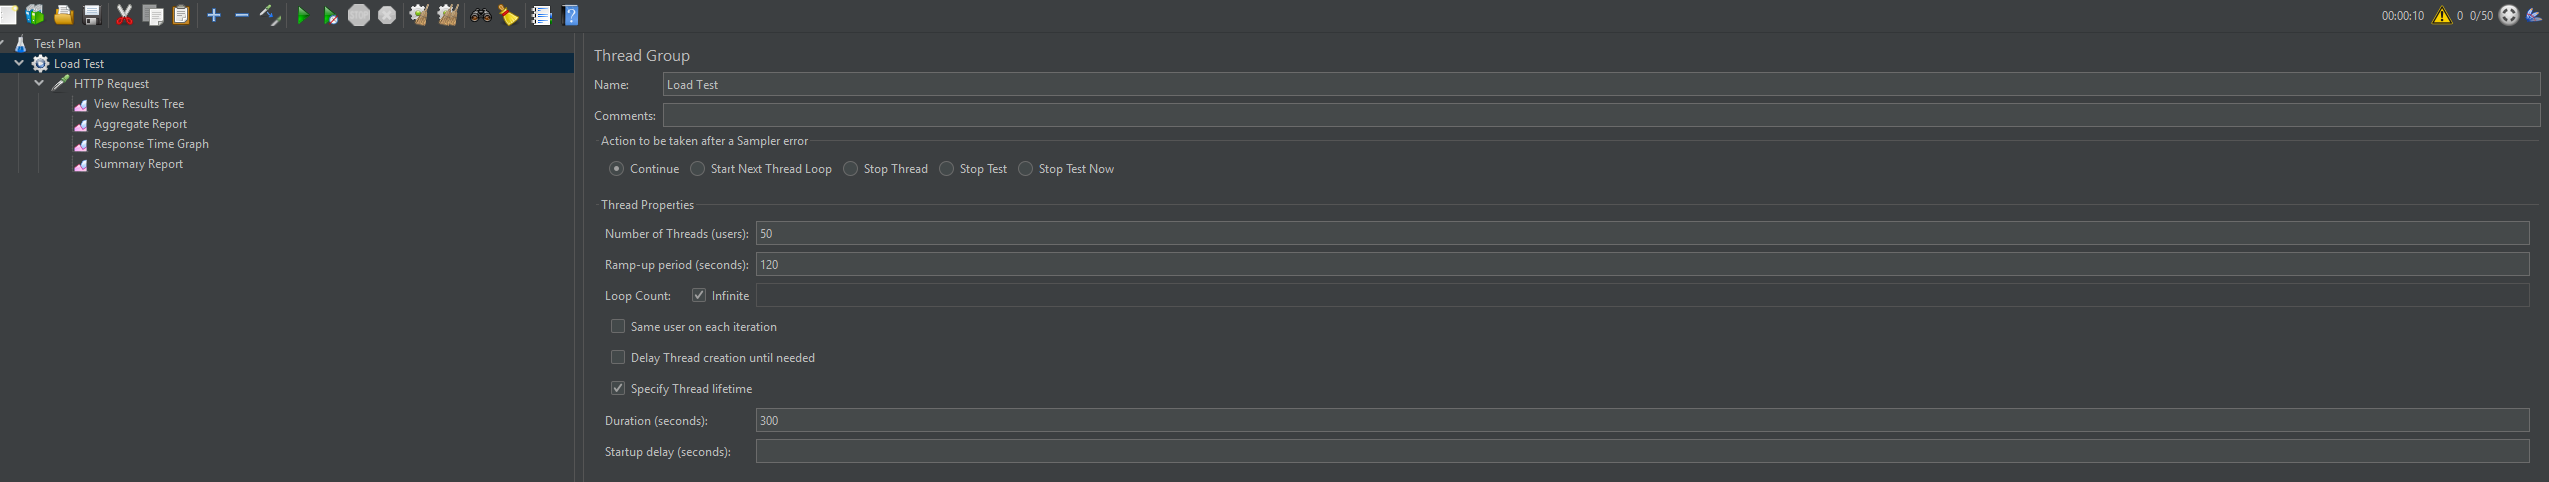 00:00:10 0 0/50
Test Plan
Load Test
HTTP Request
View Results Tree
Aggregate Report
Response Time Graph
Summary Report
Thread Group
Name: Load Test
Comments:
Action to be taken after a Sampler error
Continue Start Next Thread Loop Stop Thread Stop Test Stop Test Now
Thread Properties
Number of Threads (users): 50
Ramp-up period (seconds): 120
Loop Count: Infinite
Same user on each iteration
Delay Thread creation until needed
Specify Thread lifetime
Duration (seconds): 300
Startup delay (seconds):